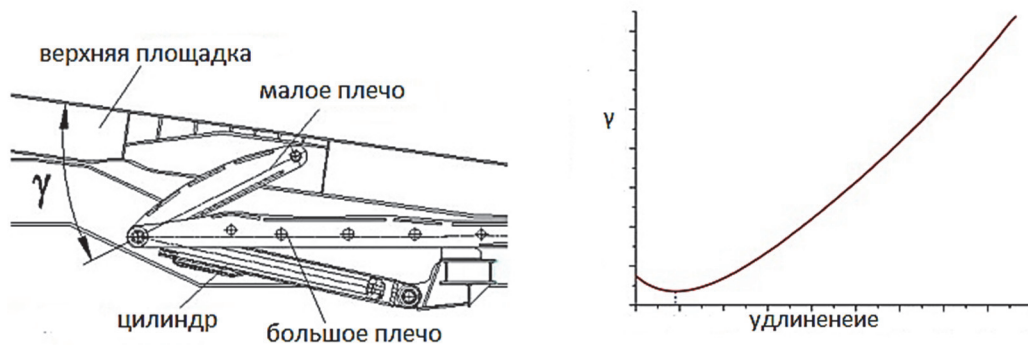 верхняя площадка
малое плечо
γ
цилиндр
большое плечо
γ
удлиненеие